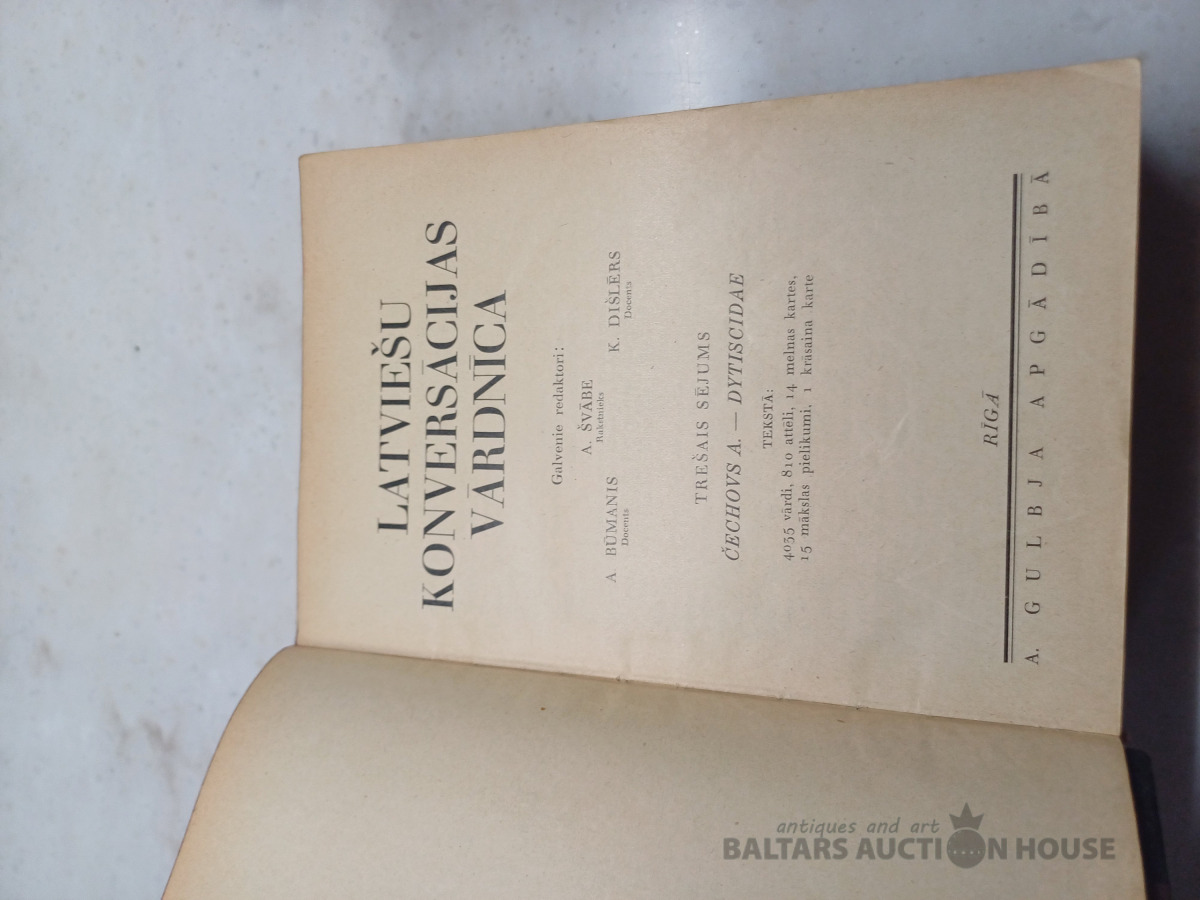 LATVIEŠU
KONVERSĀCIJAS
VĀRDNĪCA
Galvenie redaktori:
A. ŠVĀBE
Rakstnieks
A BŪMANIS K. DIŠLĒRS
Docents Docents
TREŠAIS SĒJUMS
ČECHOVS A. — DYTISCIDAE
TEKSTĀ:
4035 vārdi, 810 attēli, 14 melnas kartes,
15 mākslas pielikumi, 1 krāsaina karte
RĪGĀ
A. GULBJA APGĀDĪBĀ
antiques and art
BALTARS AUCTION HOUSE